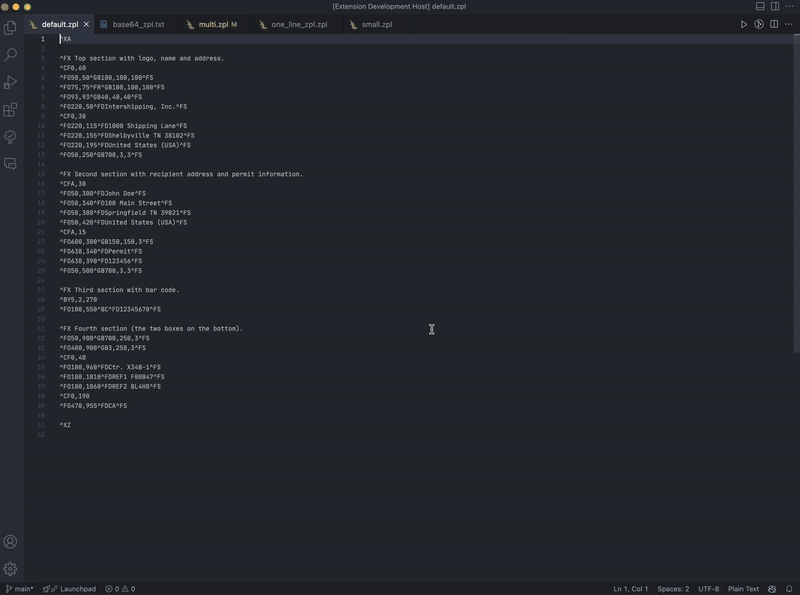 [Extension Development Host] default.zpl
default.zpl
base64_zpl.txt
multi.zpl M
one_line_zpl.zpl
small.zpl
1 ^XA
2
3 ^FX Top section with logo, name and address.
4 ^CF0,60
5 ^FO50,50^GB100,100,100^FS
6 ^FO75,75^FR^GB100,100,100^FS
7 ^FO93,93^GB40,40,40^FS
8 ^FO220,50^FDIntershipping, Inc.^FS
9 ^CF0,30
10 ^FO220,115^FD1000 Shipping Lane^FS
11 ^FO220,155^FDShelbyville TN 38102^FS
12 ^FO220,195^FDUnited States (USA)^FS
13 ^FO50,250^GB700,3,3^FS
14
15 ^FX Second section with recipient address and permit information.
16 ^CFA,30
17 ^FO50,300^FDJohn Doe^FS
18 ^FO50,340^FD100 Main Street^FS
19 ^FO50,380^FDSpringfield TN 39021^FS
20 ^FO50,420^FDUnited States (USA)^FS
21 ^CFA,15
22 ^FO600,300^GB150,150,3^FS
23 ^FO638,340^FDPermit^FS
24 ^FO638,390^FD123456^FS
25 ^FO50,500^GB700,3,3^FS
26
27 ^FX Third section with bar code.
28 ^BY5,2,270
29 ^FO100,550^BC^FD12345678^FS
30
31 ^FX Fourth section (the two boxes on the bottom).
32 ^FO50,900^GB700,250,3^FS
33 ^FO400,900^GB3,250,3^FS
34 ^CF0,40
35 ^FO100,960^FDCtr. X34B-1^FS
36 ^FO100,1010^FDREF1 F00B47^FS
37 ^FO100,1060^FDREF2 BL4H8^FS
38 ^CF0,190
39 ^FO470,955^FDCA^FS
40
41 ^XZ
42
main* Launchpad 0 0 Ln 1, Col 1 Spaces: 2 UTF-8 Plain Text